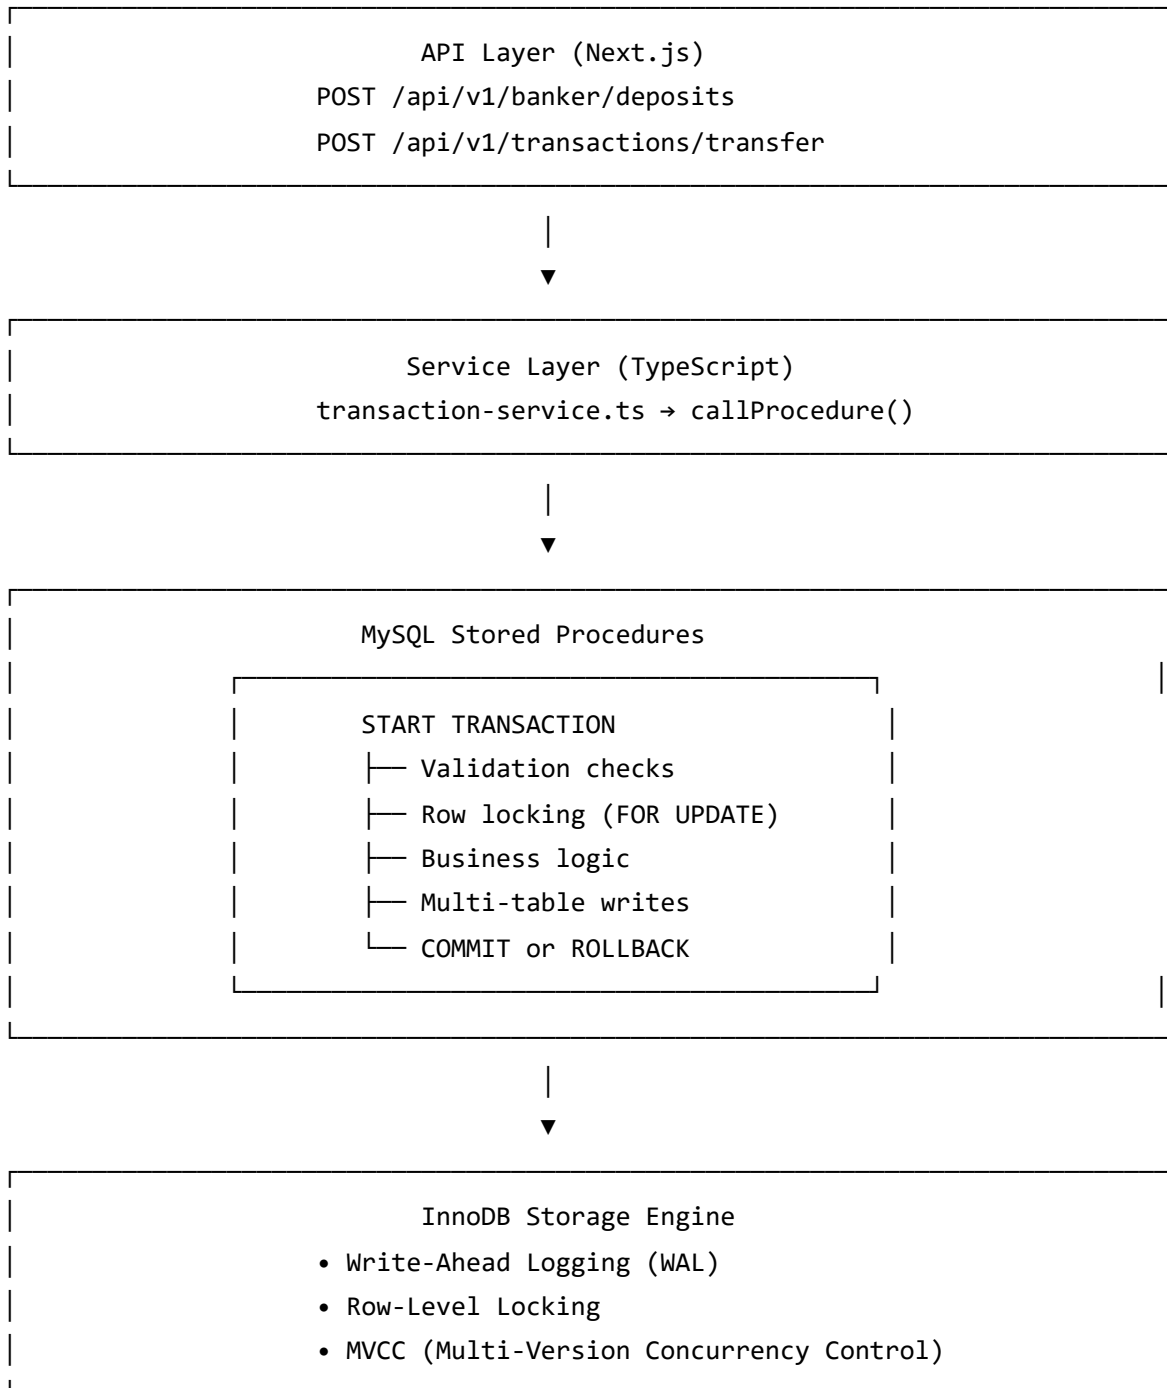 API Layer (Next.js)
POST /api/v1/banker/deposits
POST /api/v1/transactions/transfer
Service Layer (TypeScript)
transaction-service.ts → callProcedure()
MySQL Stored Procedures
START TRANSACTION
├── Validation checks
├── Row locking (FOR UPDATE)
├── Business logic
├── Multi-table writes
└── COMMIT or ROLLBACK
InnoDB Storage Engine
• Write-Ahead Logging (WAL)
• Row-Level Locking
• MVCC (Multi-Version Concurrency Control)